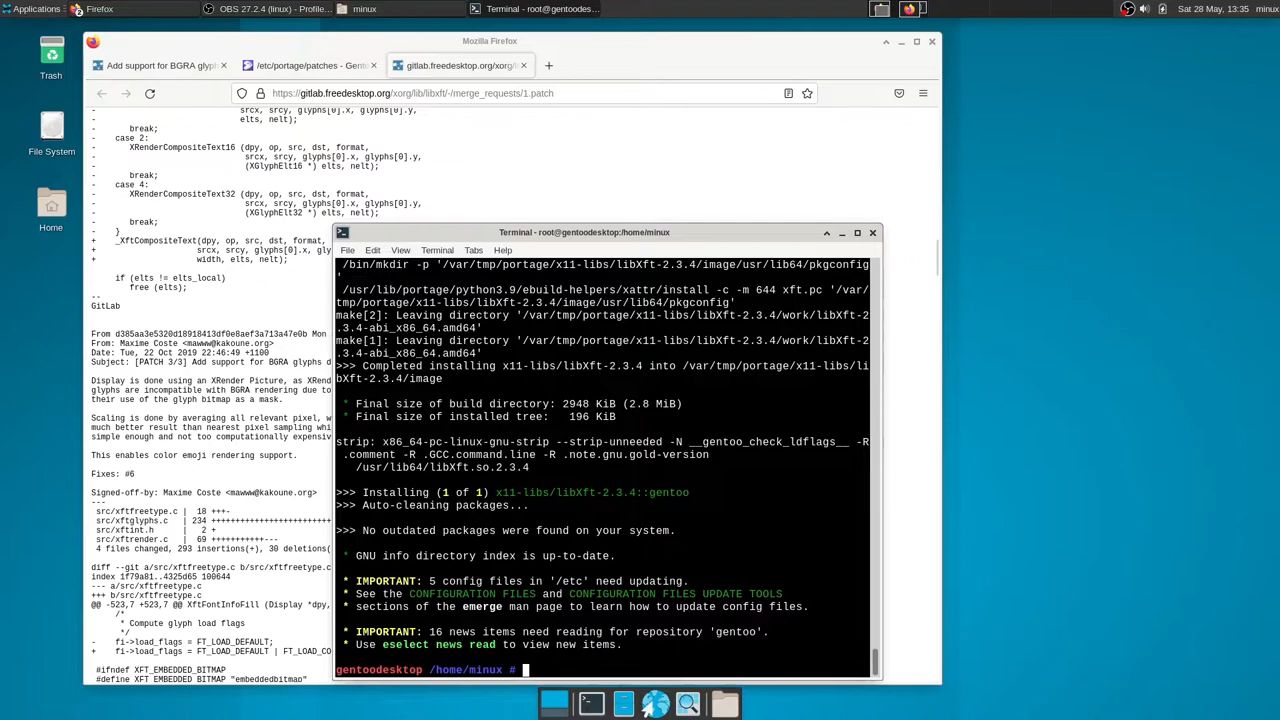 Applications
Firefox
OBS 27.2.4 (linux) - Profile...
minux
Terminal - root@gentoodes...
Sat 28 May, 13:35
minux
Trash
File System
Home
Mozilla Firefox
Add support for BGRA glyph
/etc/portage/patches - Gent
gitlab.freedesktop.org/xorg/l
https://gitlab.freedesktop.org/xorg/lib/libxft/-/merge_requests/1.patch
srcx, srcy, glyphs[0].x, glyphs[0].y,
- elts, nelt);
- break;
- case 2:
- XRenderCompositeText16 (dpy, op, src, dst, format,
- srcx, srcy, glyphs[0].x, glyphs[0].y,
- (XGlyphElt16 *) elts, nelt);
- break;
- case 4:
- XRenderCompositeText32 (dpy, op, src, dst, format,
- srcx, srcy, glyphs[0].x, glyphs[0].y,
- (XGlyphElt32 *) elts, nelt);
- break;
- }
+ _XftCompositeText(dpy, op, src, dst, format,
+ srcx, srcy, glyphs[0].x, g
+ width, elts, nelt);
if (elts != elts_local)
free (elts);
--
GitLab
From d385aa3e5320d18918413df0e8aef3a713a47e0b Mon
From: Maxime Coste <mawww@kakoune.org>
Date: Tue, 22 Oct 2019 22:46:49 +1100
Subject: [PATCH 3/3] Add support for BGRA glyphs d
Display is done using an XRender Picture, as XRend
glyphs are incompatible with BGRA rendering due to
their use of the glyph bitmap as a mask.
Scaling is done by averaging all relevant pixel, w
much better result than nearest pixel sampling whi
simple enough and not too computationally expensiv
This enables color emoji rendering support.
Fixes: #6
Signed-off-by: Maxime Coste <mawww@kakoune.org>
---
src/xftfreetype.c | 18 +++-
src/xftglyphs.c | 234 ++++++++++++++++++++++++++
src/xftint.h | 2 +
src/xftrender.c | 69 +++++++++++---
4 files changed, 293 insertions(+), 30 deletions(
diff --git a/src/xftfreetype.c b/src/xftfreetype.c
index 1f79a81..4325d65 100644
--- a/src/xftfreetype.c
+++ b/src/xftfreetype.c
@@ -523,7 +523,7 @@ XftFontInfoFill (Display *dpy,
/*
* Compute glyph load flags
*/
- fi->load_flags = FT_LOAD_DEFAULT;
+ fi->load_flags = FT_LOAD_DEFAULT | FT_LOAD_CO
#ifndef XFT_EMBEDDED_BITMAP
#define XFT_EMBEDDED_BITMAP "embeddedbitmap"
Terminal - root@gentoodesktop:/home/minux
File Edit View Terminal Tabs Help
/bin/mkdir -p '/var/tmp/portage/x11-libs/libXft-2.3.4/image/usr/lib64/pkgconfig
'
/usr/lib/portage/python3.9/ebuild-helpers/xattr/install -c -m 644 xft.pc '/var/
tmp/portage/x11-libs/libXft-2.3.4/image/usr/lib64/pkgconfig'
make[2]: Leaving directory '/var/tmp/portage/x11-libs/libXft-2.3.4/work/libXft-2
.3.4-abi_x86_64.amd64'
make[1]: Leaving directory '/var/tmp/portage/x11-libs/libXft-2.3.4/work/libXft-2
.3.4-abi_x86_64.amd64'
>>> Completed installing x11-libs/libXft-2.3.4 into /var/tmp/portage/x11-libs/li
bXft-2.3.4/image
* Final size of build directory: 2948 KiB (2.8 MiB)
* Final size of installed tree: 196 KiB
strip: x86_64-pc-linux-gnu-strip --strip-unneeded -N __gentoo_check_ldflags__ -R
.comment -R .GCC.command.line -R .note.gnu.gold-version
/usr/lib64/libXft.so.2.3.4
>>> Installing (1 of 1) x11-libs/libXft-2.3.4::gentoo
>>> Auto-cleaning packages...
>>> No outdated packages were found on your system.
* GNU info directory index is up-to-date.
* IMPORTANT: 5 config files in '/etc' need updating.
* See the CONFIGURATION FILES and CONFIGURATION FILES UPDATE TOOLS
* sections of the emerge man page to learn how to update config files.
* IMPORTANT: 16 news items need reading for repository 'gentoo'.
* Use eselect news read to view new items.
gentoodesktop /home/minux #